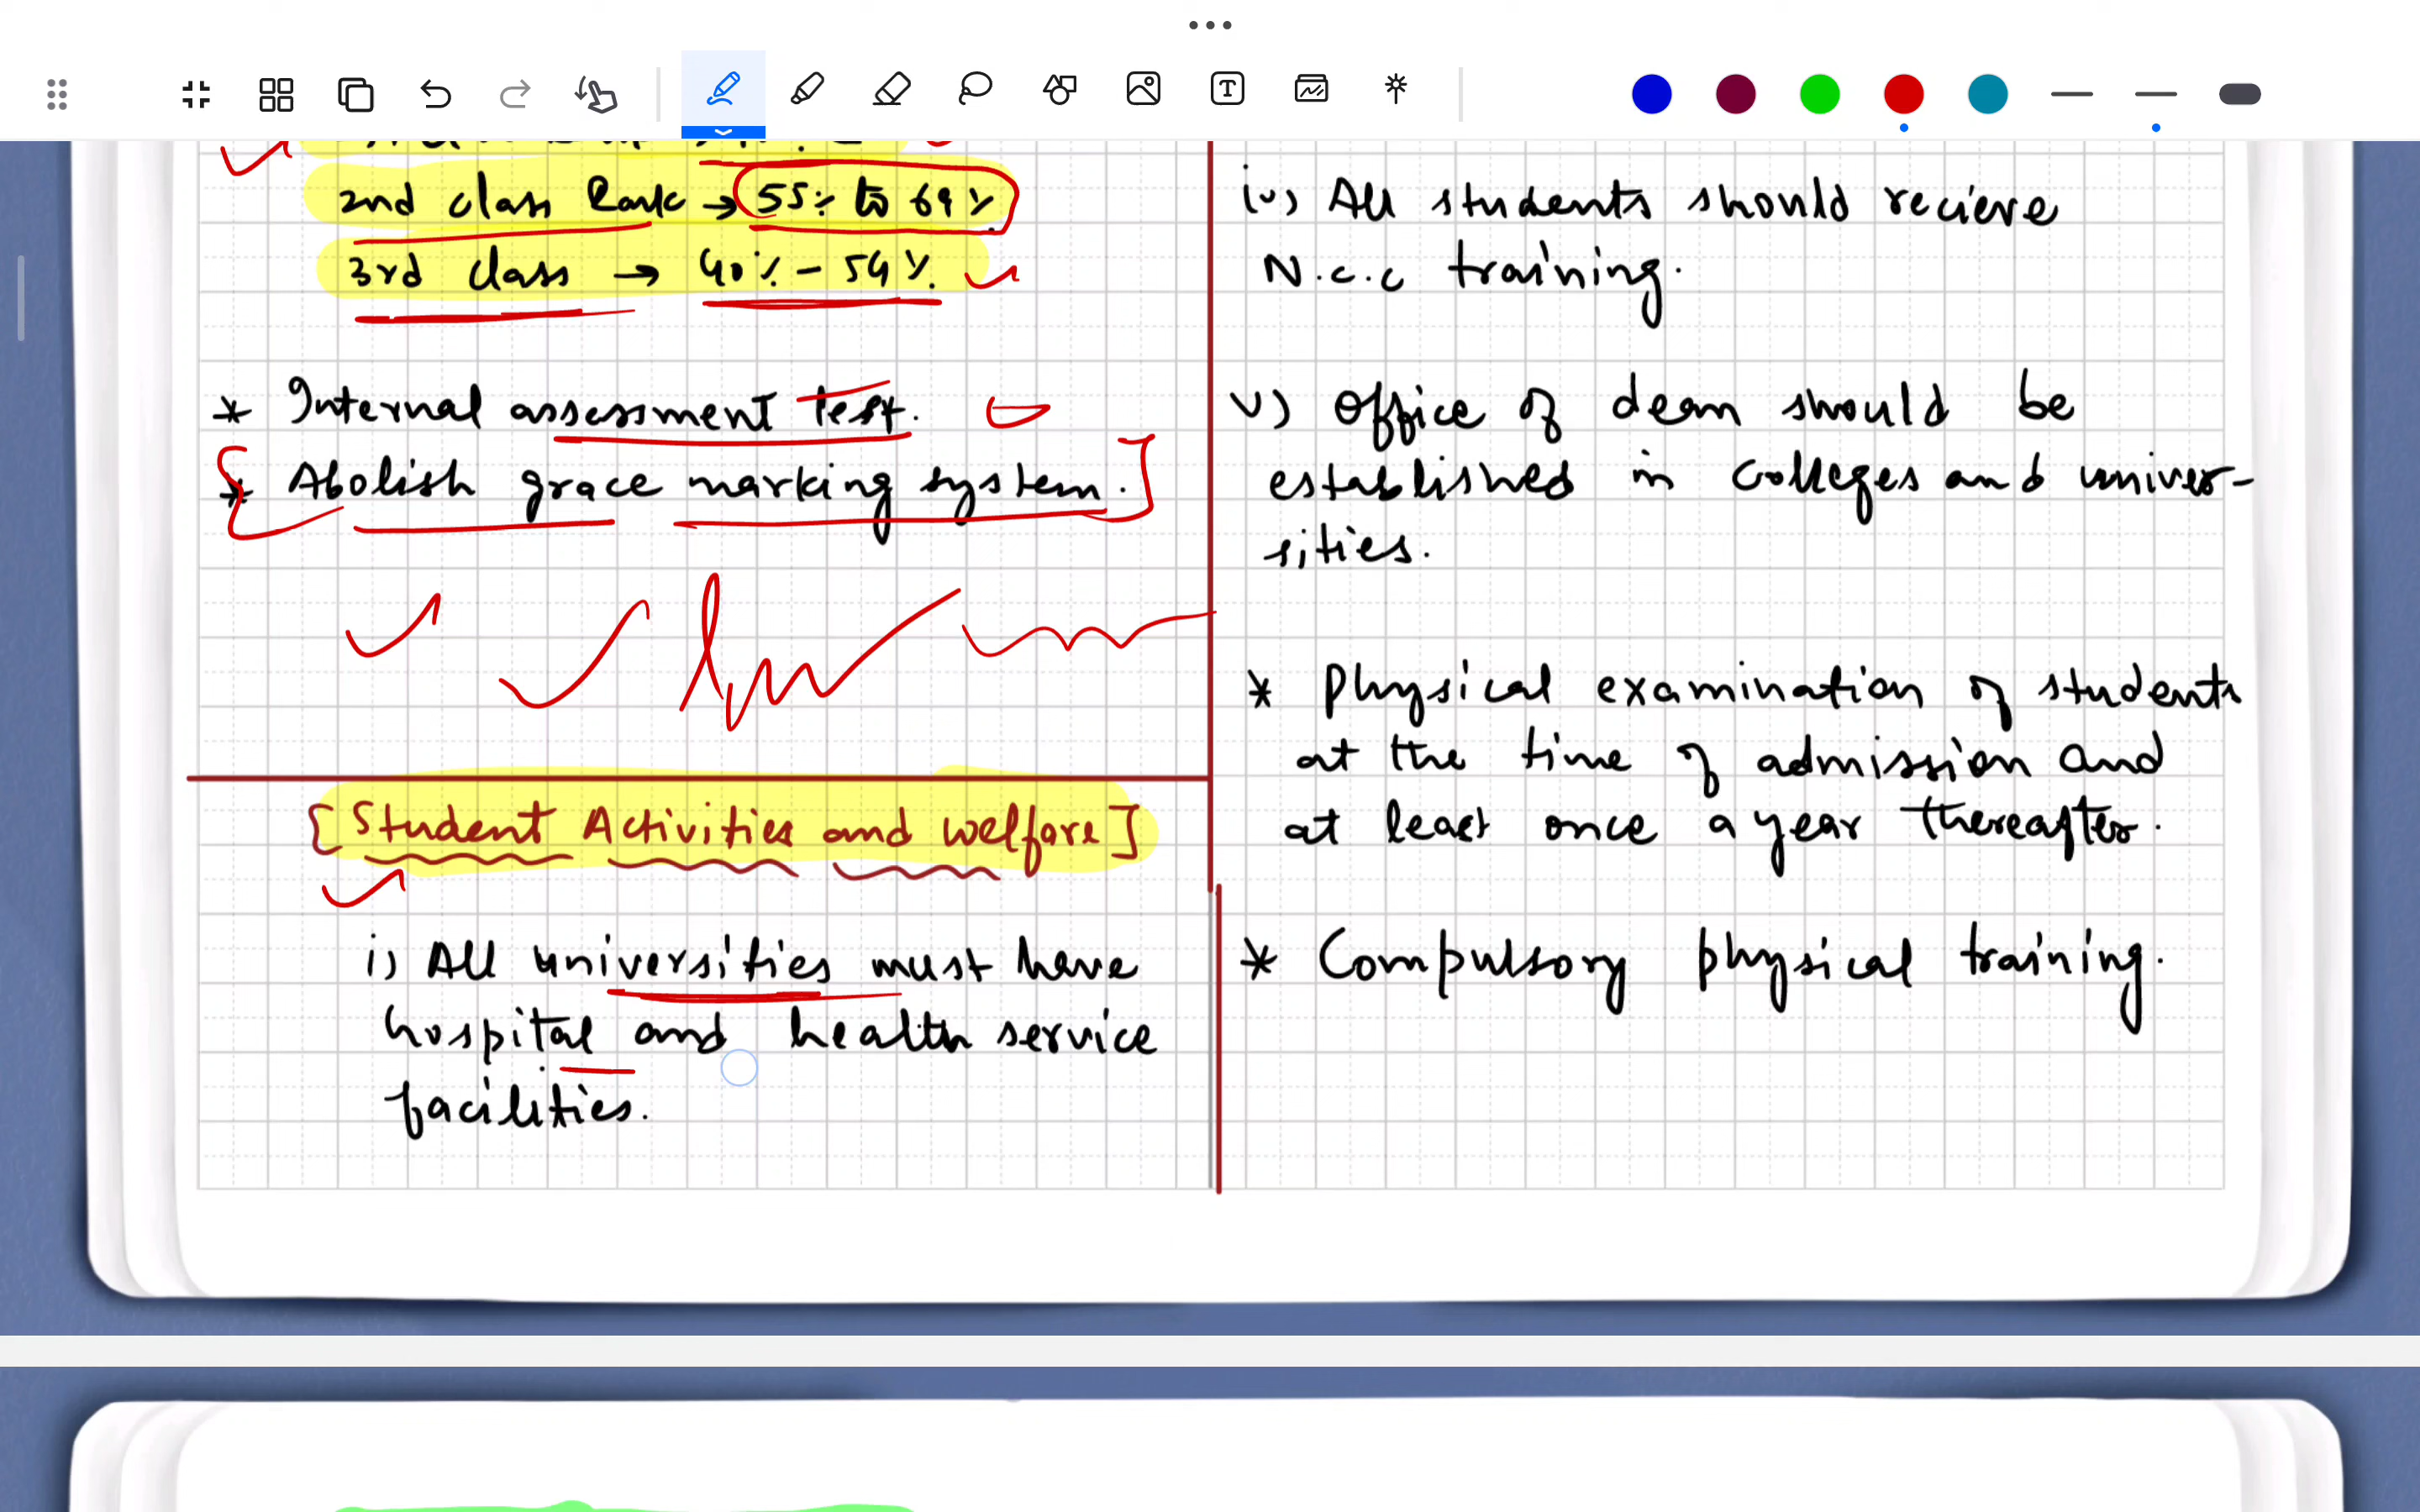 2nd class Rank → 55% to 69%
3rd class → 40% - 54%.
* Internal assessment test.
* Abolish grace marking system.
[Student Activities and welfare]
i) All universities must have
hospital and health service
facilities.
iv) All students should recieve
N.C.C training.
v) office of dean should be
established in colleges and univer-
sities.
* Physical examination of students
at the time of admission and
at least once a year thereafter.
* Compulsory physical training.